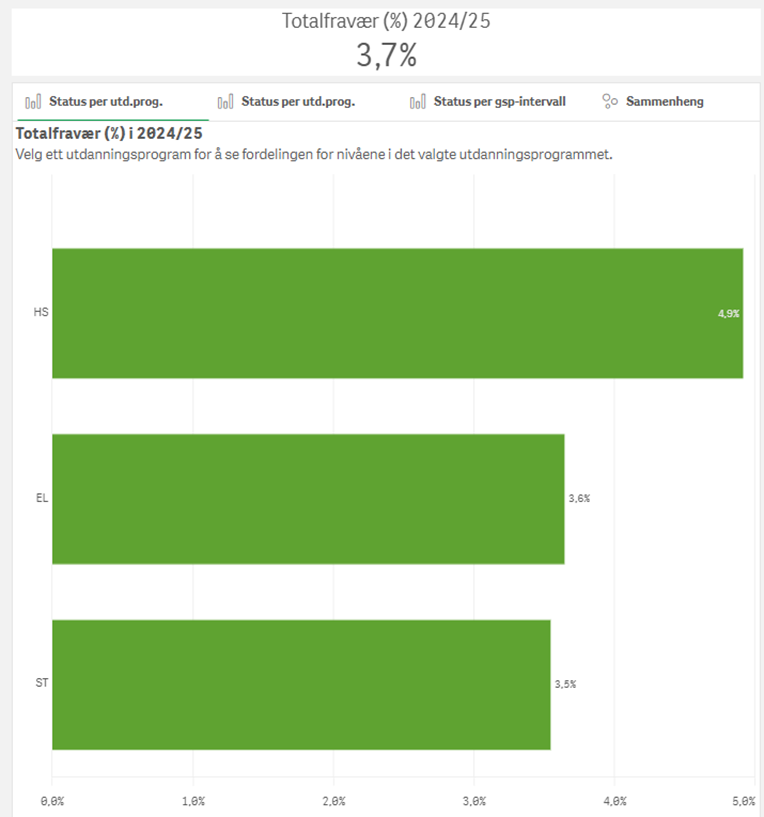 Totalfravær (%) 2024/25
3,7%
Status per utd.prog. Status per utd.prog. Status per gsp-intervall Sammenheng
Totalfravær (%) i 2024/25
Velg ett utdanningsprogram for å se fordelingen for nivåene i det valgte utdanningsprogrammet.
HS 4,9%
EL 3,6%
ST 3,5%
0,0% 1,0% 2,0% 3,0% 4,0% 5,0%